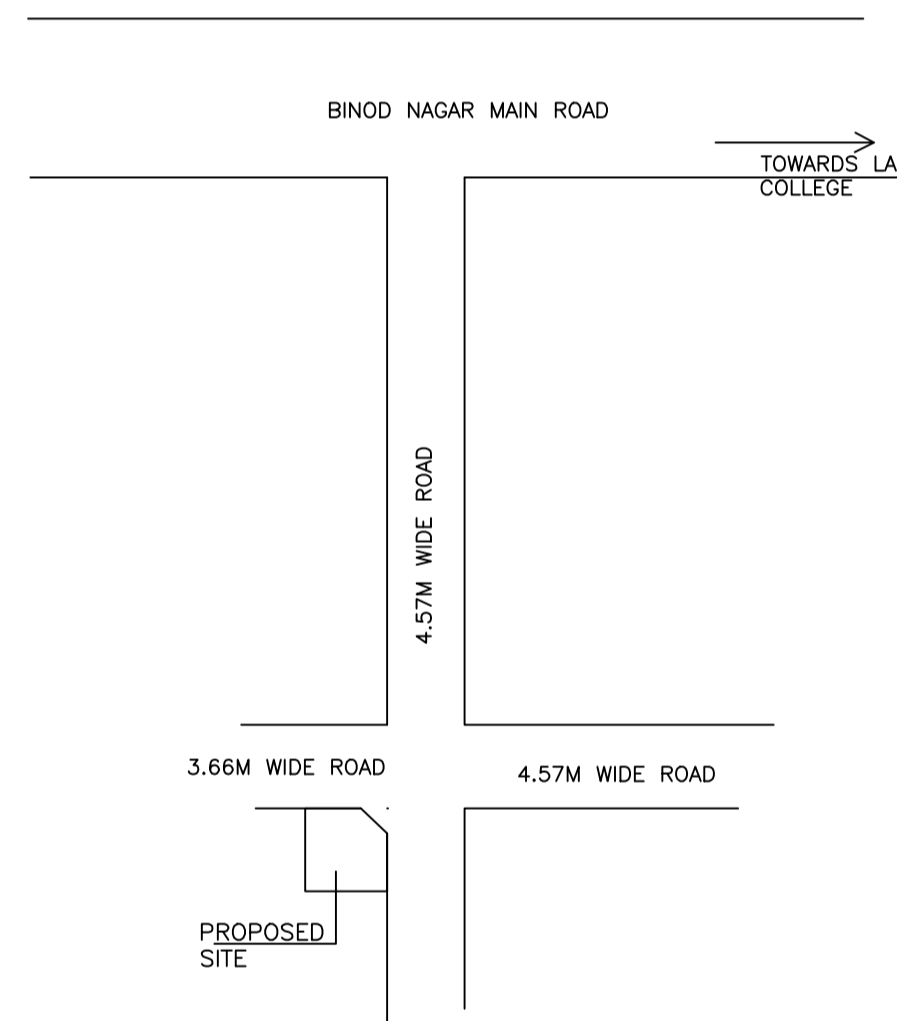 BINOD NAGAR MAIN ROAD
TOWARDS LA
COLLEGE
4.57M WIDE ROAD
3.66M WIDE ROAD
4.57M WIDE ROAD
PROPOSED
SITE